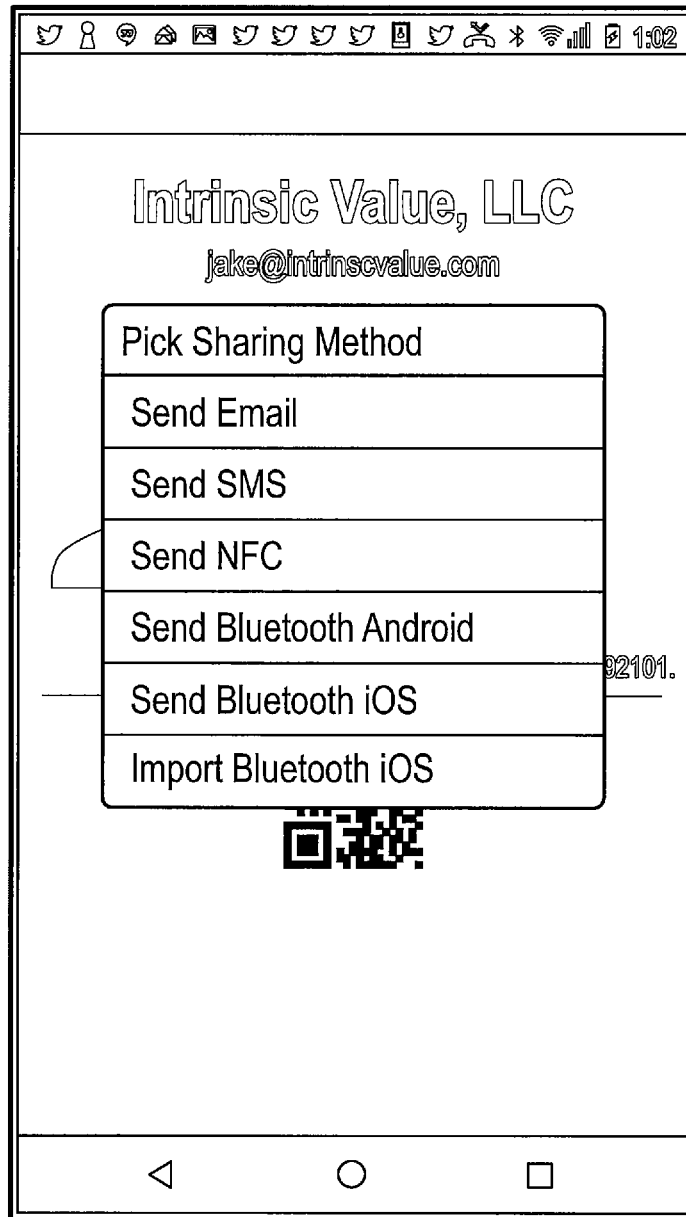 1:02
Intrinsic Value, LLC
jake@intrinscvalue.com
Pick Sharing Method
Send Email
Send SMS
Send NFC
Send Bluetooth Android
92101.
Send Bluetooth iOS
Import Bluetooth iOS